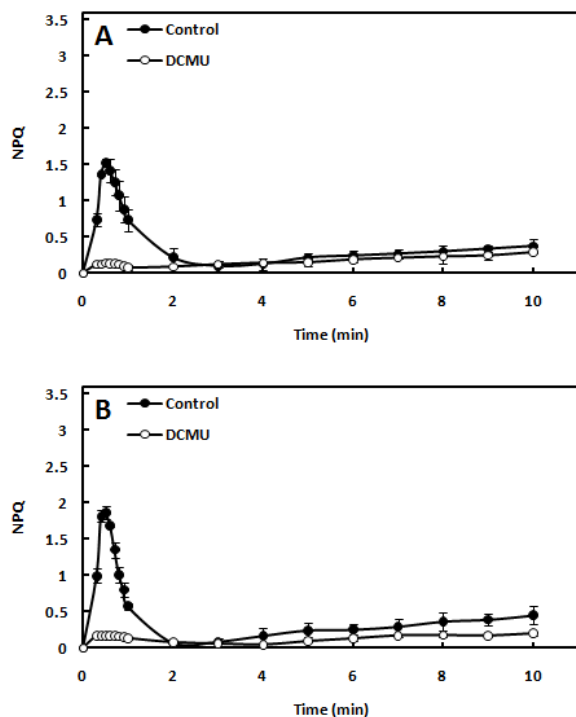 A
Control
DCMU
3.5
3
2.5
2
1.5
1
0.5
0
NPQ
0 2 4 6 8 10
Time (min)
B
Control
DCMU
3.5
3
2.5
2
1.5
1
0.5
0
NPQ
0 2 4 6 8 10
Time (min)